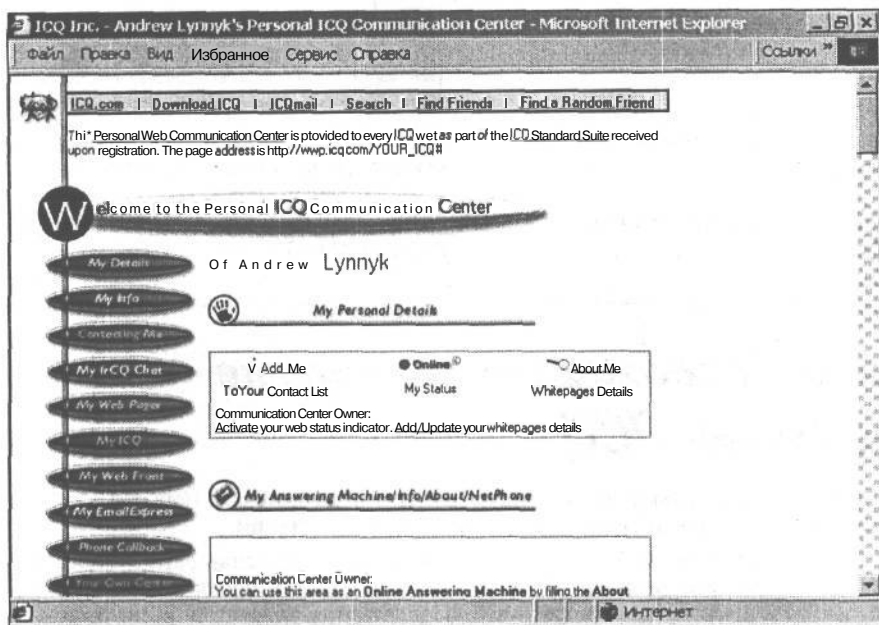 ICQ Inc. - Andrew Lynnyk's Personal ICQ Communication Center - Microsoft Internet Explorer
Файл Правка Вид Избранное Сервис Справка Ссылки »
ICQ.com | Download ICQ | ICQmail | Search | Find Friends | Find a Random Friend
Thi* Personal Web Communication Center is ptovided to every ICQ wet as part of the ICQ Standard Suite received
upon registration. The page address is http://wwp.icq.com/YOUR_ICQ#
Welcome to the Personal ICQ Communication Center
My Details
Of Andrew Lynnyk
My Info
My Personal Details
Contacting Me
My IrCQ Chat
V Add Me Online About Me
To Your Contact List My Status Whitepages Details
My Web Pager
Communication Center Owner:
Activate your web status indicator. Add/Update your whitepages details
My ICQ
My Web Front
My Answering Machine/Info/About/NetPhone
My EmailExpress
Phone Callback
Your Own Center
Communication Center Owner:
You can use this area as an Online Answering Machine by filling the About
Интернет